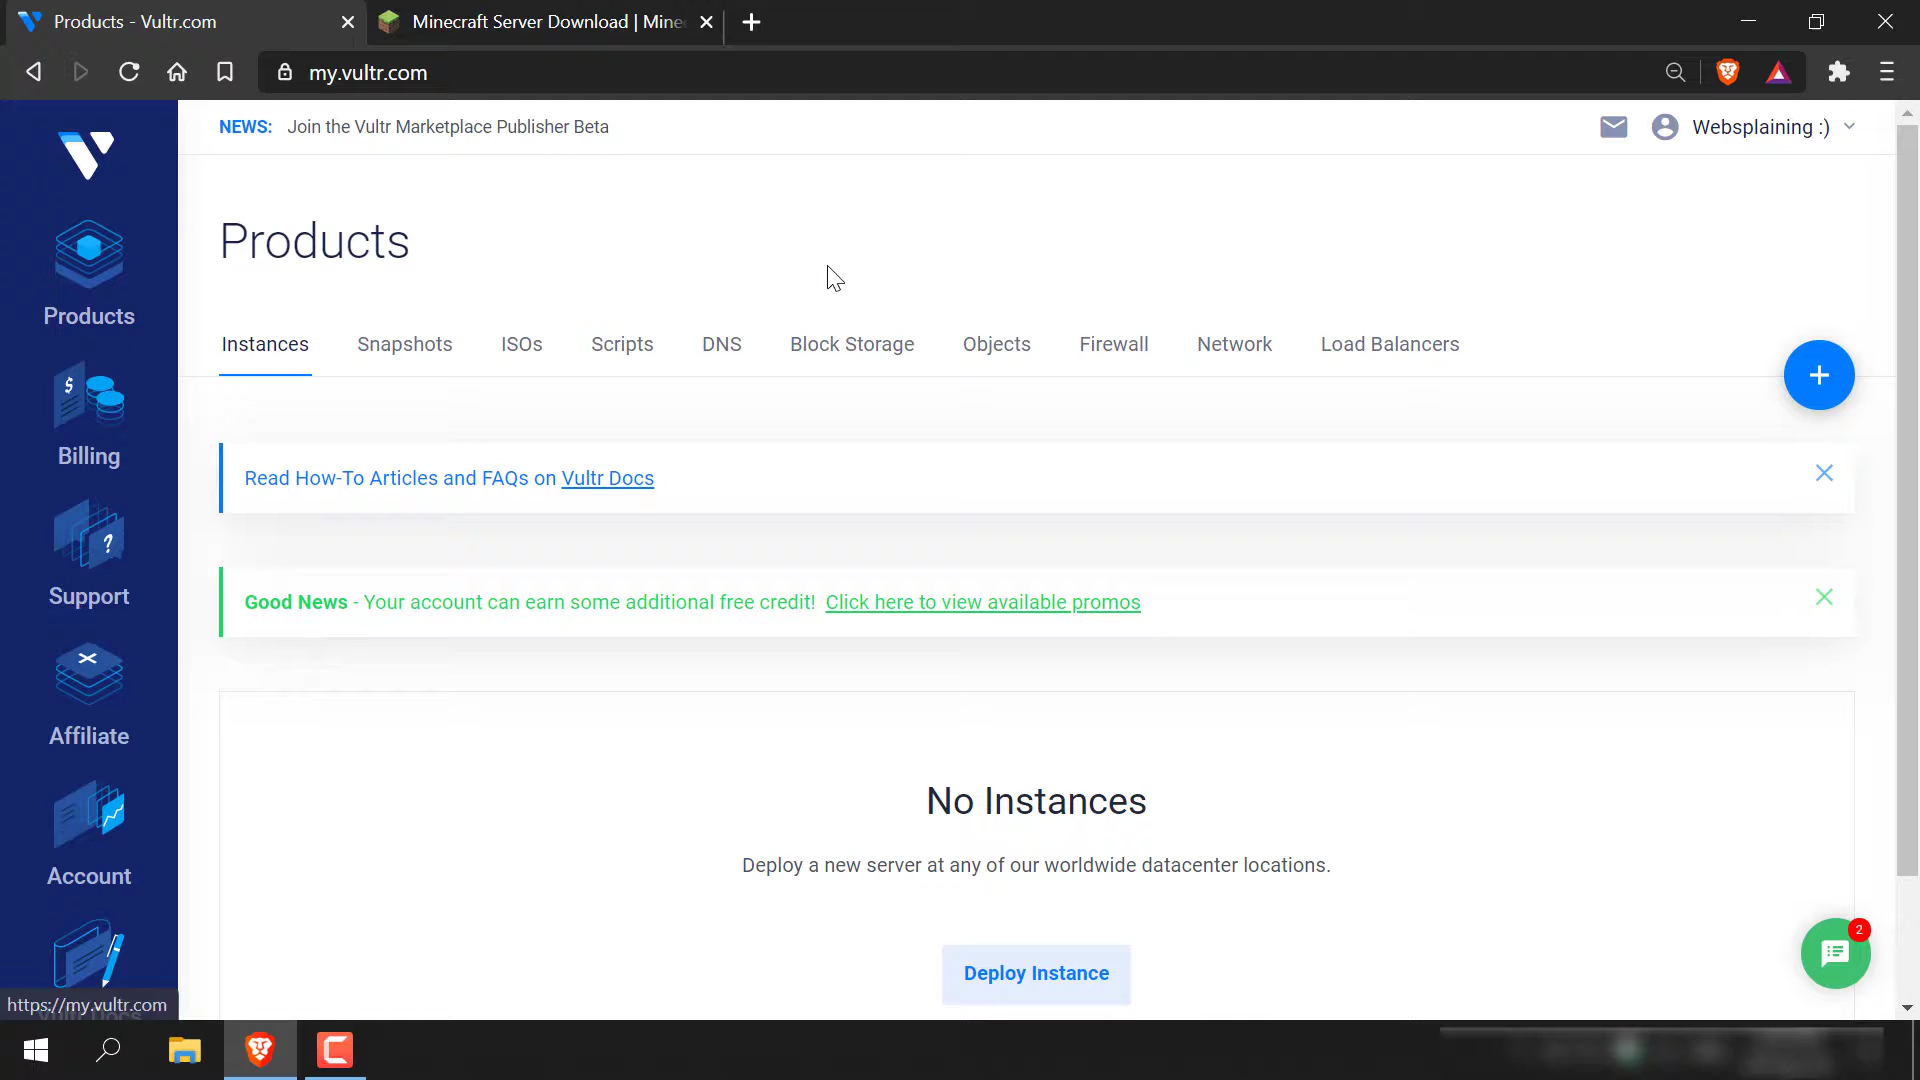 Products - Vultr.com
Minecraft Server Download | Mine
my.vultr.com
NEWS: Join the Vultr Marketplace Publisher Beta
Websplaining :)
Products
Instances Snapshots ISOs Scripts DNS Block Storage Objects Firewall Network Load Balancers
+
Read How-To Articles and FAQs on Vultr Docs
Good News - Your account can earn some additional free credit! Click here to view available promos
No Instances
Deploy a new server at any of our worldwide datacenter locations.
Deploy Instance
2
Products
Billing
Support
Affiliate
Account
Vultr Docs
https://my.vultr.com